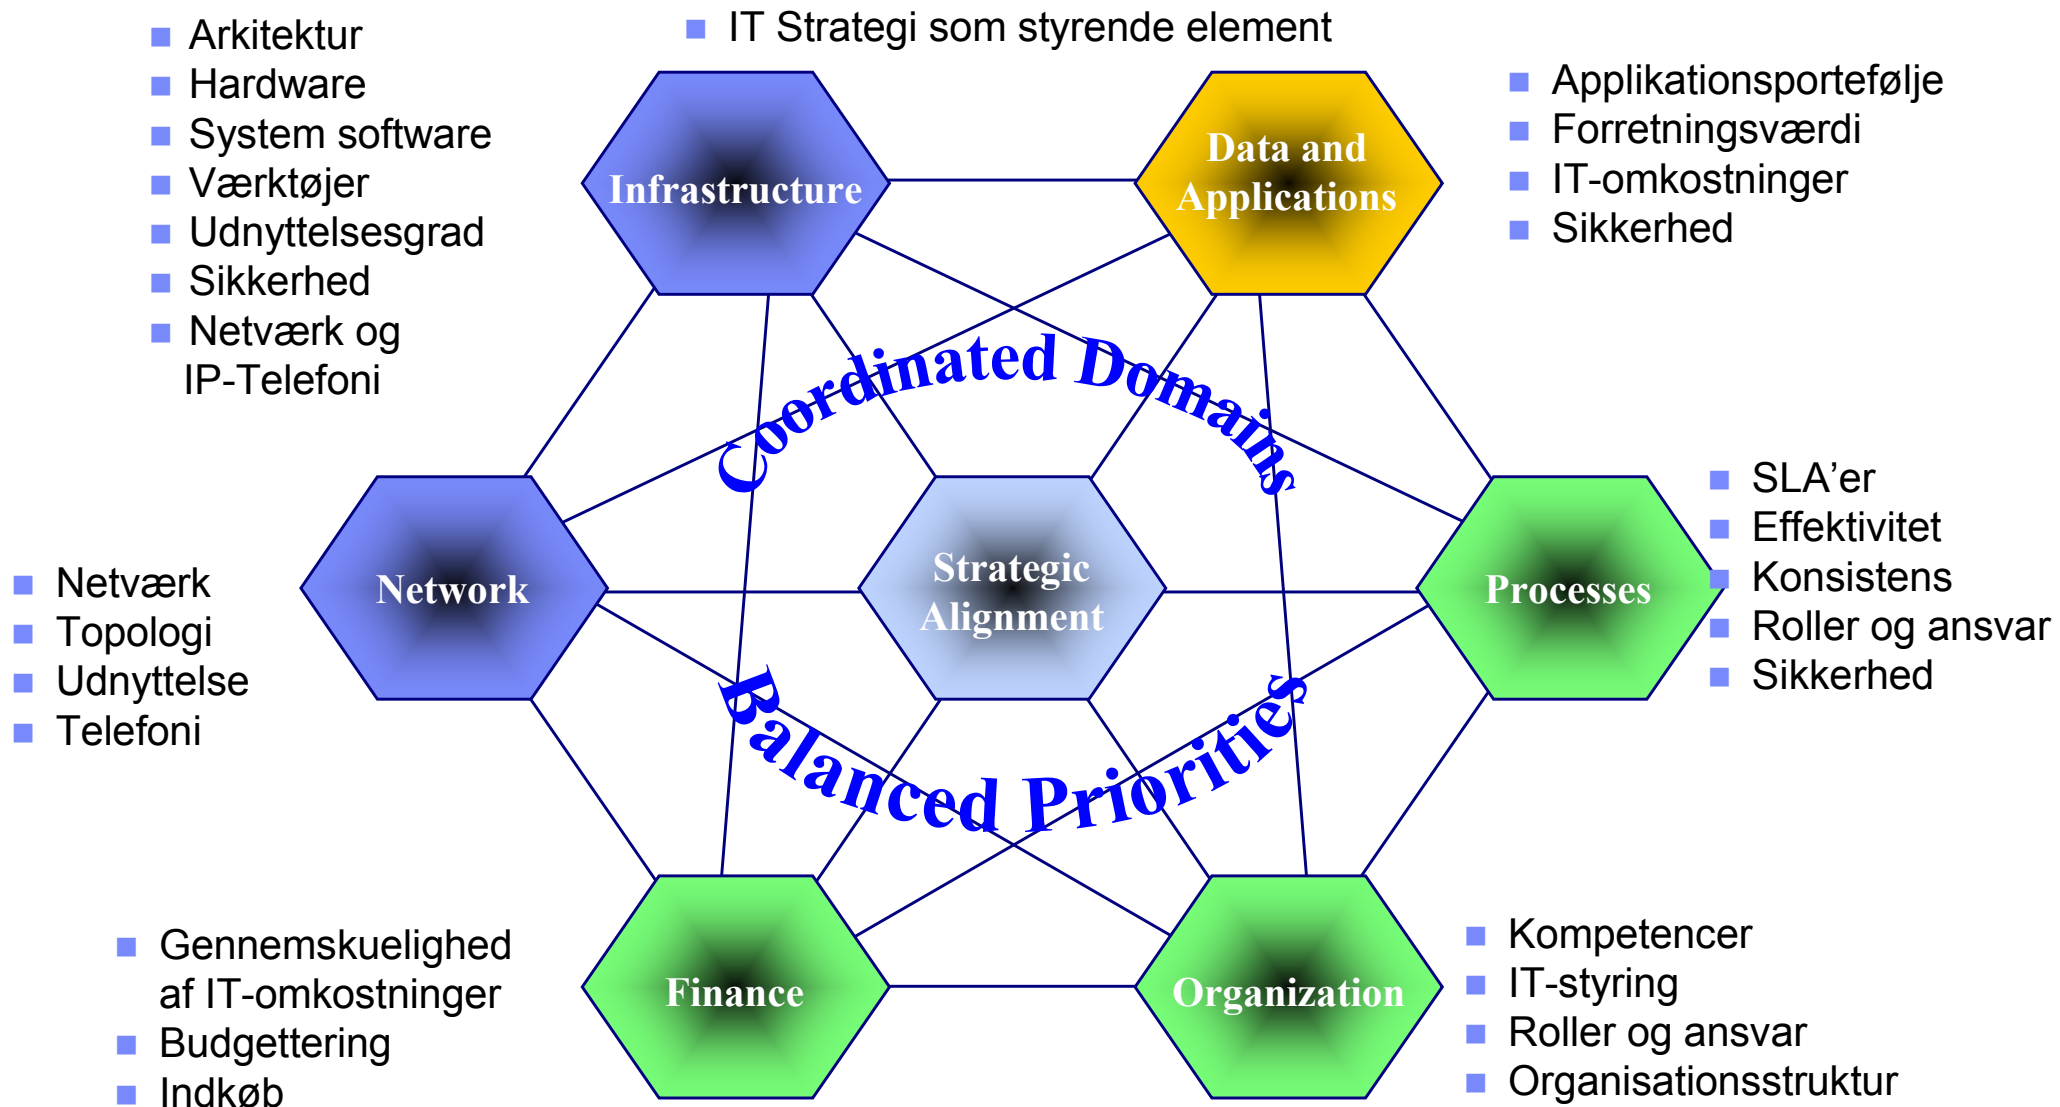 IT Strategi som styrende element
Arkitektur
Hardware
System software
Værktøjer
Udnyttelsesgrad
Sikkerhed
Netværk og
IP-Telefoni
Infrastructure
Data and
Applications
Applikationsportefølje
Forretningsværdi
IT-omkostninger
Sikkerhed
Coordinated Domains
Netværk
Topologi
Udnyttelse
Telefoni
Network
Strategic
Alignment
Processes
SLA’er
Effektivitet
Konsistens
Roller og ansvar
Sikkerhed
Balanced Priorities
Gennemskuelighed
af IT-omkostninger
Budgettering
Indkøb
Finance
Organization
Kompetencer
IT-styring
Roller og ansvar
Organisationsstruktur